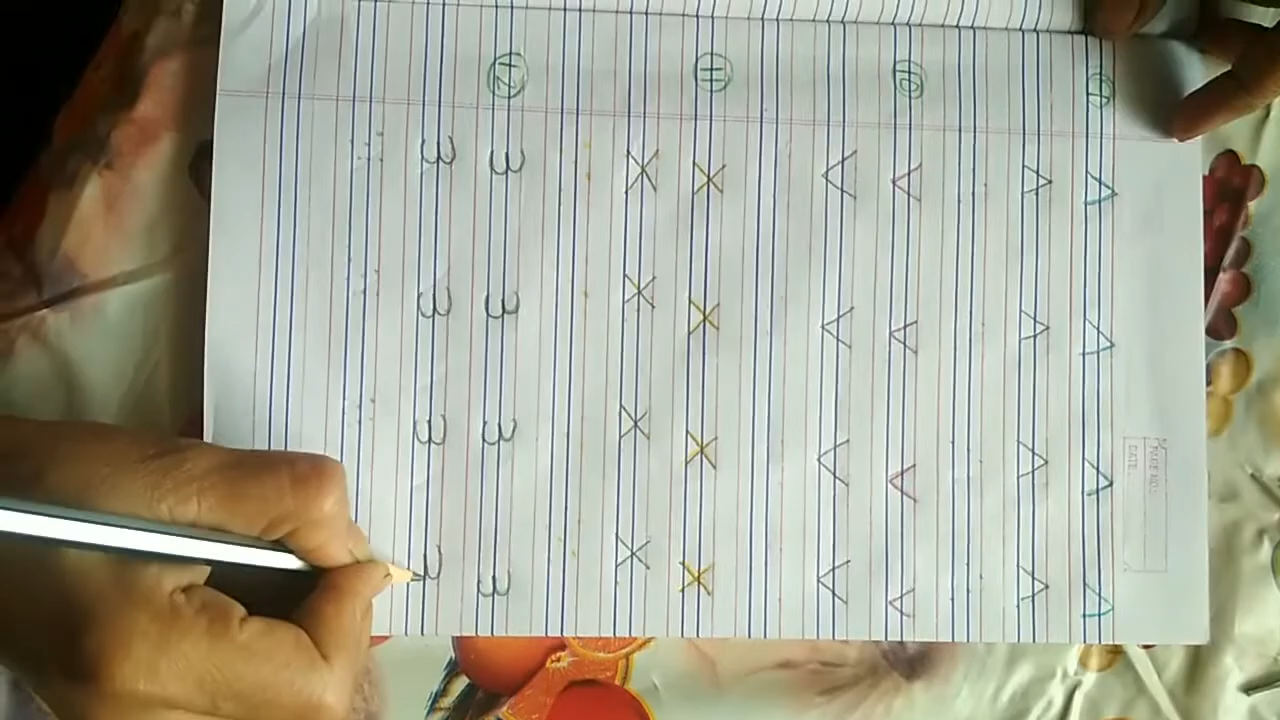 PAGE NO.:
DATE:
9 ∧ ∧ ∧ ∧
∧ ∧ ∧ ∧
10 ∨ ∨ ∨ ∨
∨ ∨ ∨ ∨
11 × × × ×
× × × ×
12 m m m m
m m m m